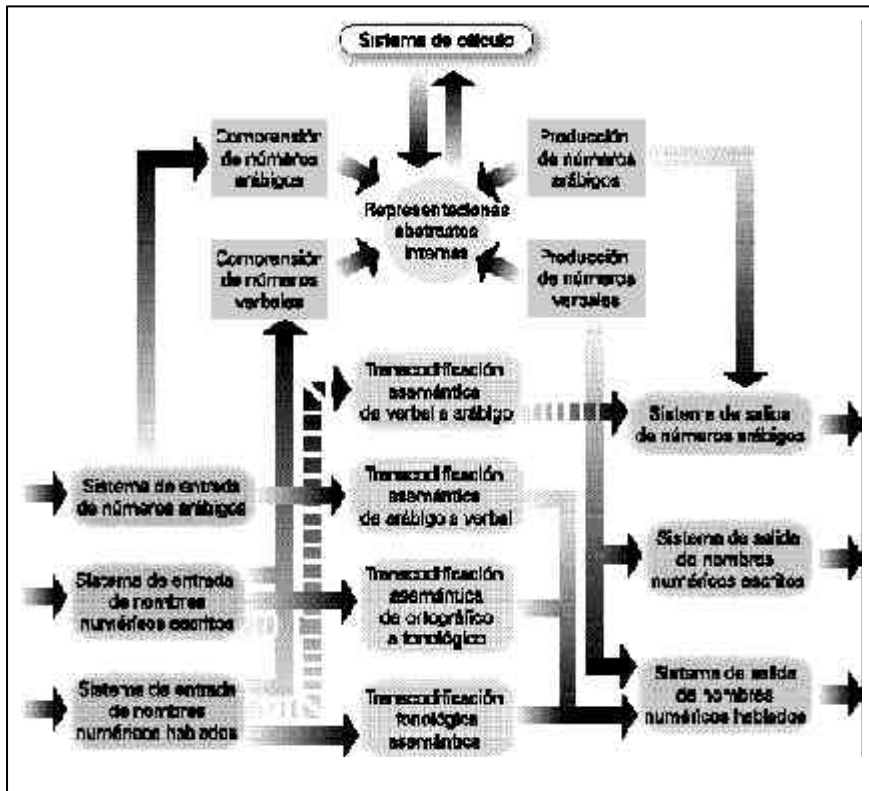 Sistema de cálculo
Comprensión
de números
arábigos
Producción
de números
arábigos
Representaciones
abstractas
internas
Comprensión
de números
verbales
Producción
de números
verbales
Transcodificación
asemántica
de verbal a arábigo
Sistema de salida
de números arábigos
Sistema de entrada
de números arábigos
Transcodificación
asemántica
de arábigo a verbal
Sistema de entrada
de nombres
numéricos escritos
Transcodificación
asemántica
de ortográfico
a fonológico
Sistema de salida
de nombres
numéricos escritos
Sistema de entrada
de nombres
numéricos hablados
Transcodificación
fonológica
asemántica
Sistema de salida
de nombres
numéricos hablados